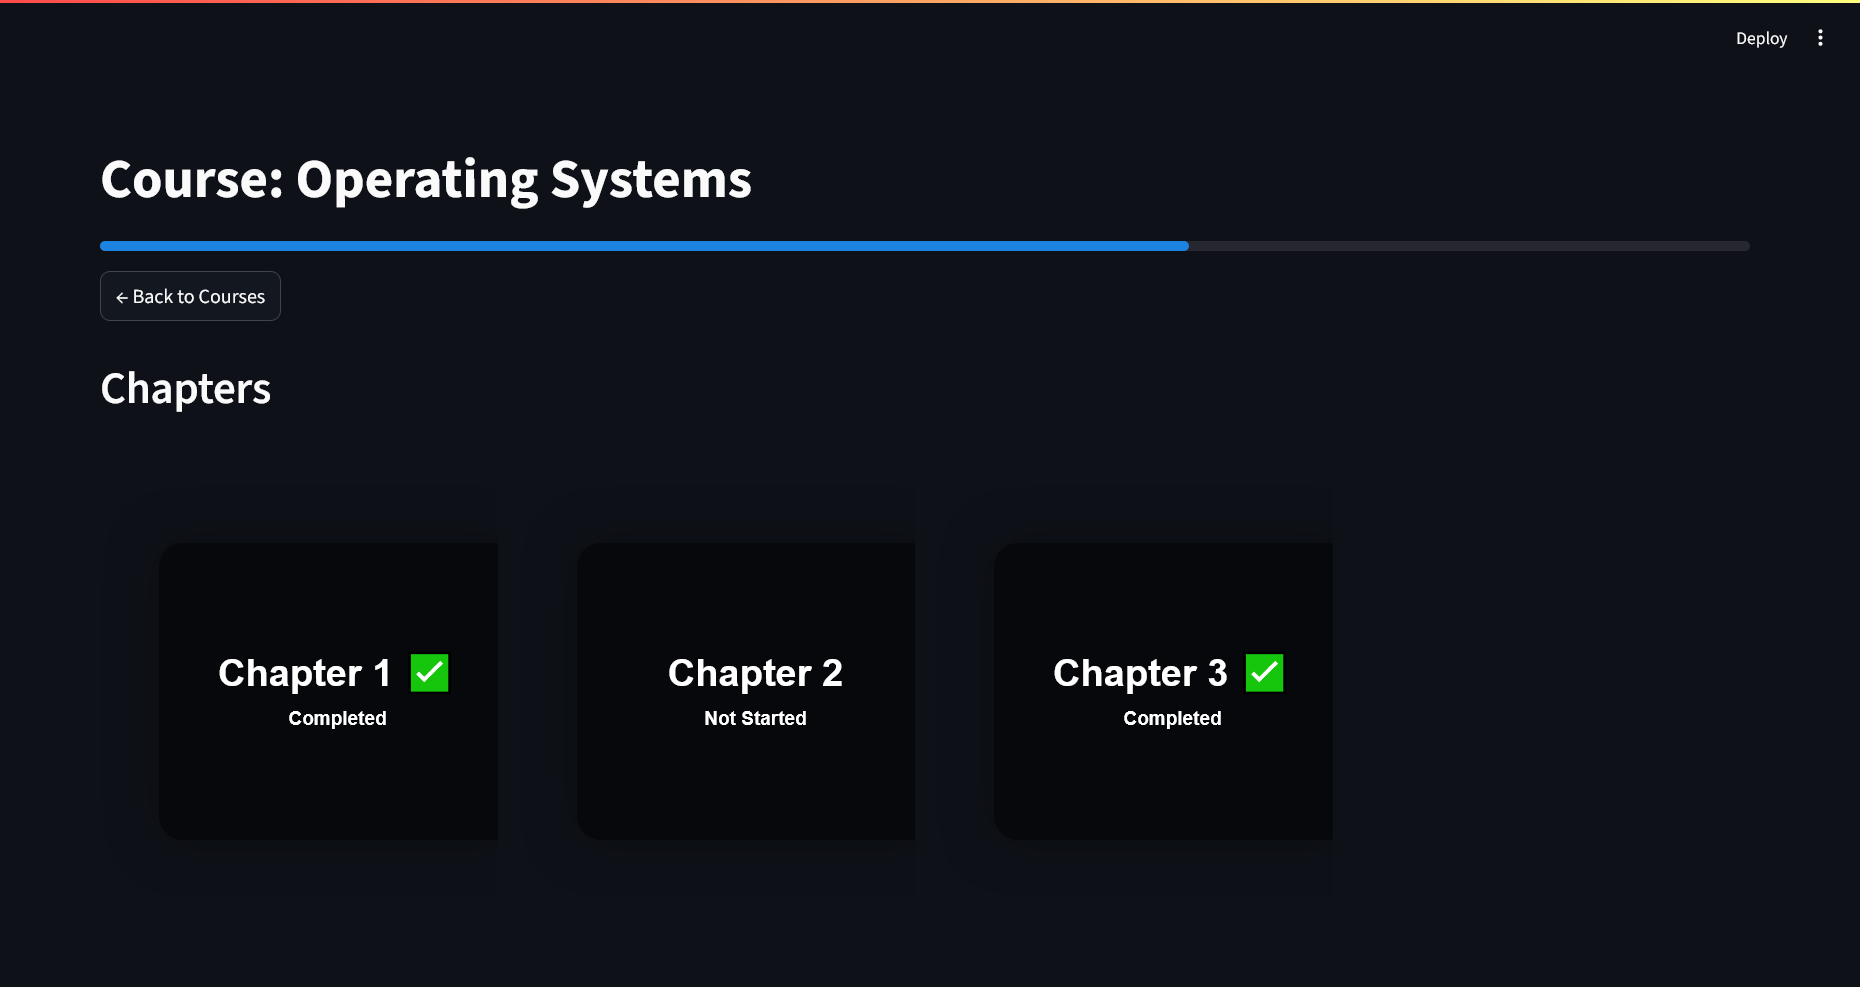 Deploy
Course: Operating Systems
← Back to Courses
Chapters
Chapter 1 ✅
Completed
Chapter 2
Not Started
Chapter 3 ✅
Completed